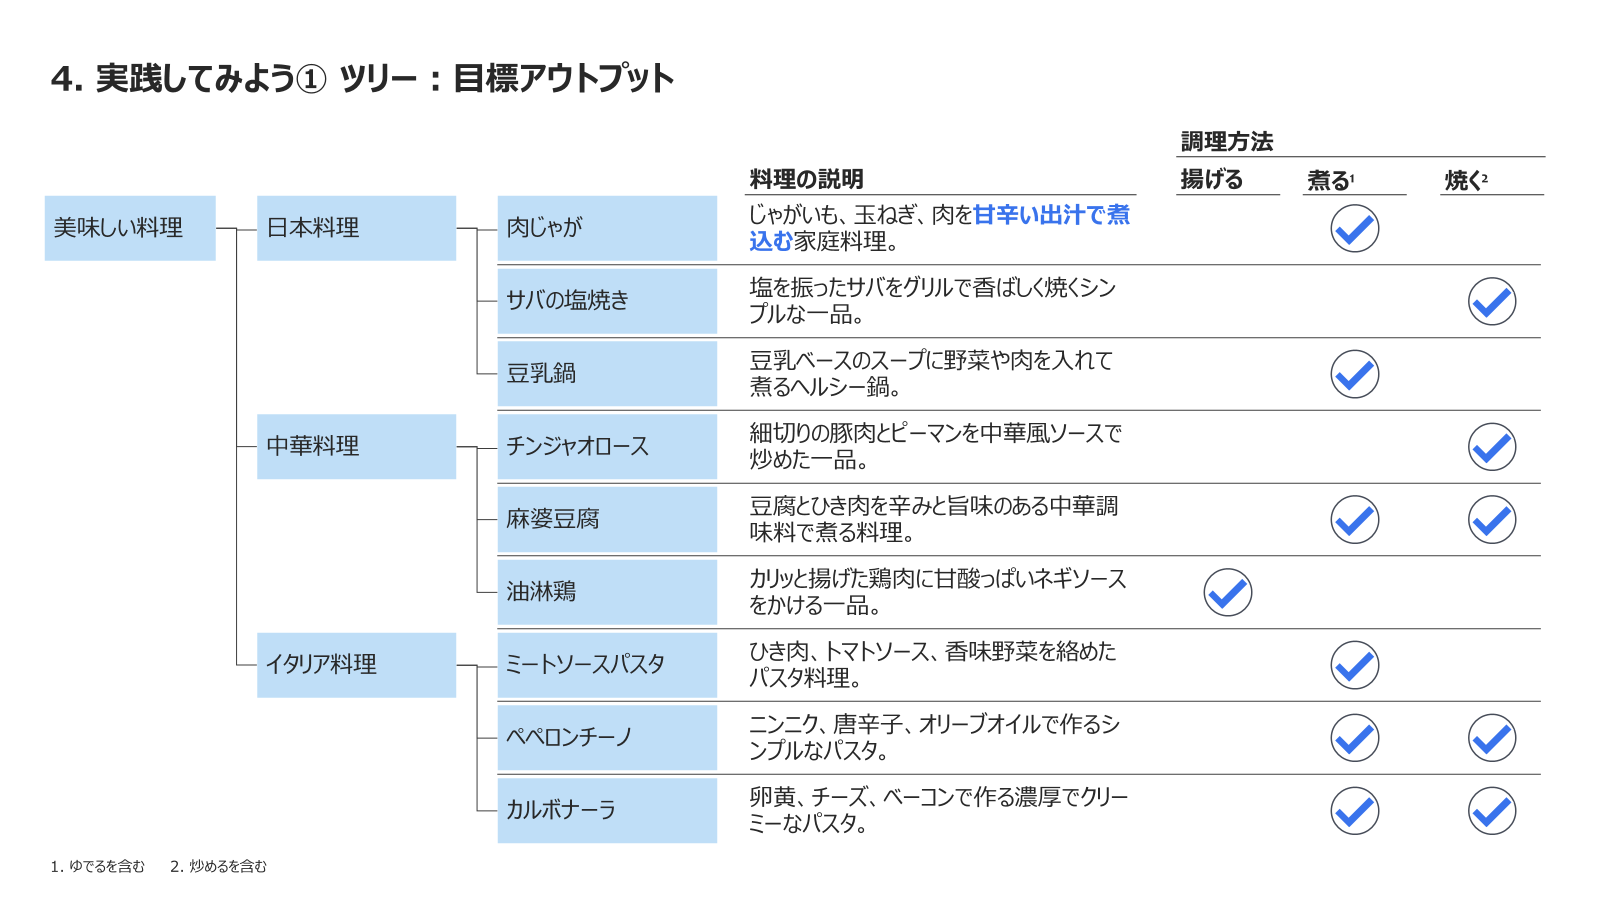 4. 実践してみよう① ツリー：目標アウトプット
調理方法
料理の説明
揚げる
煮る¹
焼く²
美味しい料理
日本料理
肉じゃが
じゃがいも、玉ねぎ、肉を甘辛い出汁で煮
込む家庭料理。
サバの塩焼き
塩を振ったサバをグリルで香ばしく焼くシン
プルな一品。
豆乳鍋
豆乳ベースのスープに野菜や肉を入れて
煮るヘルシー鍋。
中華料理
チンジャオロース
細切りの豚肉とピーマンを中華風ソースで
炒めた一品。
麻婆豆腐
豆腐とひき肉を辛みと旨味のある中華調
味料で煮る料理。
油淋鶏
カリッと揚げた鶏肉に甘酸っぱいネギソース
をかける一品。
イタリア料理
ミートソースパスタ
ひき肉、トマトソース、香味野菜を絡めた
パスタ料理。
ペペロンチーノ
ニンニク、唐辛子、オリーブオイルで作るシ
ンプルなパスタ。
カルボナーラ
卵黄、チーズ、ベーコンで作る濃厚でクリー
ミーなパスタ。
1. ゆでるを含む　2. 炒めるを含む